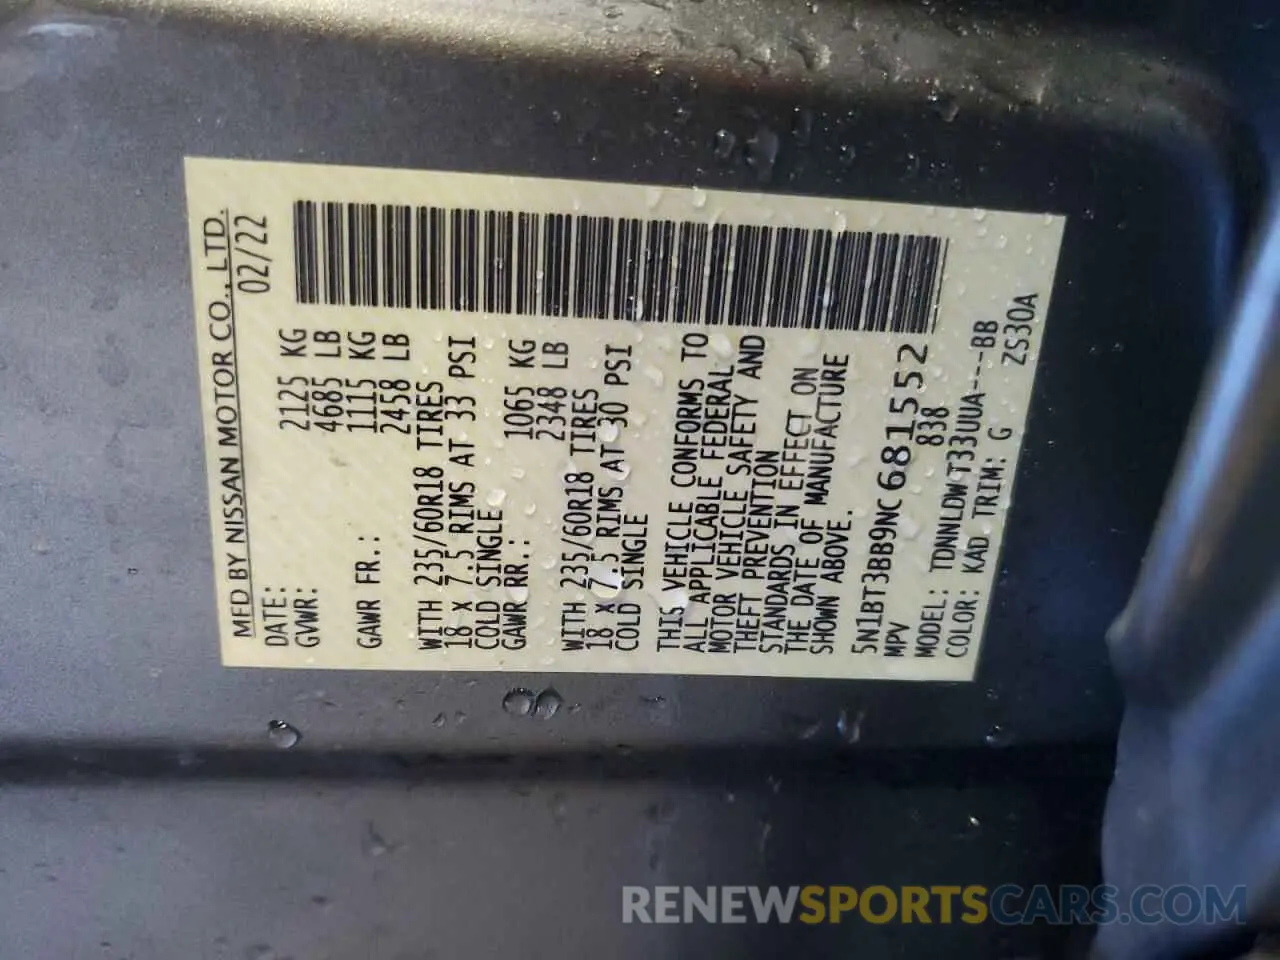 MFD BY NISSAN MOTOR CO., LTD.
DATE: 02/22
GVWR: 2125 KG
4685 LB
GAWR FR.: 1115 KG
2458 LB
WITH 235/60R18 TIRES
18 x 7.5 RIMS AT 33 PSI
COLD SINGLE
GAWR RR.: 1065 KG
2348 LB
WITH 235/60R18 TIRES
18 x 7.5 RIMS AT 30 PSI
COLD SINGLE
THIS VEHICLE CONFORMS TO
ALL APPLICABLE FEDERAL
MOTOR VEHICLE SAFETY AND
THEFT PREVENTION
STANDARDS IN EFFECT ON
THE DATE OF MANUFACTURE
SHOWN ABOVE.
5N1BT3BB9NC681552
MPV 838
MODEL: TDNNLDWT33UUA---BB
COLOR: KAD TRIM: G ZS30A
RENEWSPORTSCARS.COM